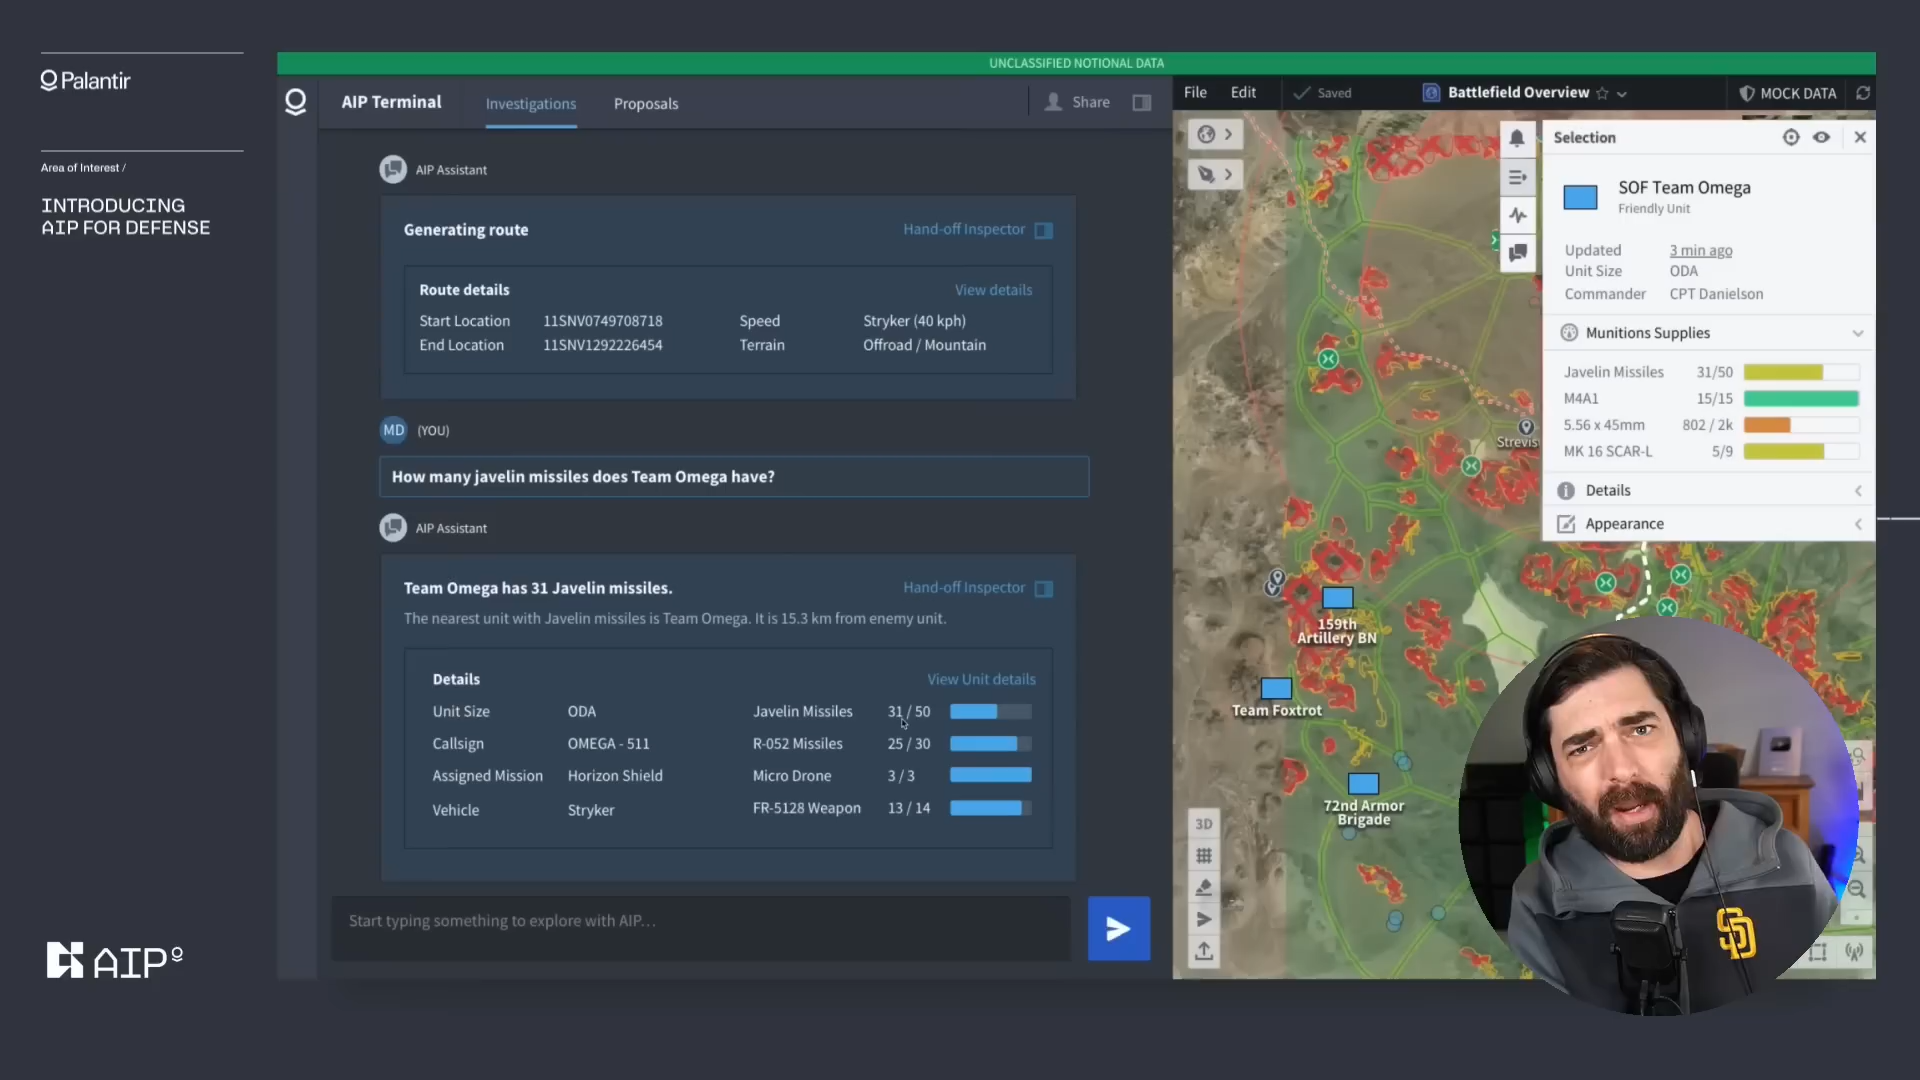 Palantir
Area of Interest /
INTRODUCING
AIP FOR DEFENSE
AIP
UNCLASSIFIED NOTIONAL DATA
AIP Terminal
Investigations
Proposals
Share
AIP Assistant
Generating route
Hand-off Inspector
Route details
View details
Start Location 11SNV0749708718 Speed Stryker (40 kph)
End Location 11SNV1292226454 Terrain Offroad / Mountain
MD (YOU)
How many javelin missiles does Team Omega have?
AIP Assistant
Team Omega has 31 Javelin missiles.
Hand-off Inspector
The nearest unit with Javelin missiles is Team Omega. It is 15.3 km from enemy unit.
Details
View Unit details
Unit Size ODA Javelin Missiles 31 / 50
Callsign OMEGA - 511 R-052 Missiles 25 / 30
Assigned Mission Horizon Shield Micro Drone 3 / 3
Vehicle Stryker FR-5128 Weapon 13 / 14
Start typing something to explore with AIP...
File Edit Saved Battlefield Overview MOCK DATA
Selection
SOF Team Omega
Friendly Unit
Updated 3 min ago
Unit Size ODA
Commander CPT Danielson
Munitions Supplies
Javelin Missiles 31/50
M4A1 15/15
5.56 x 45mm 802 / 2k
MK 16 SCAR-L 5/9
Details
Appearance
Strevis
159th
Artillery BN
Team Foxtrot
72nd Armor
Brigade
3D
SD